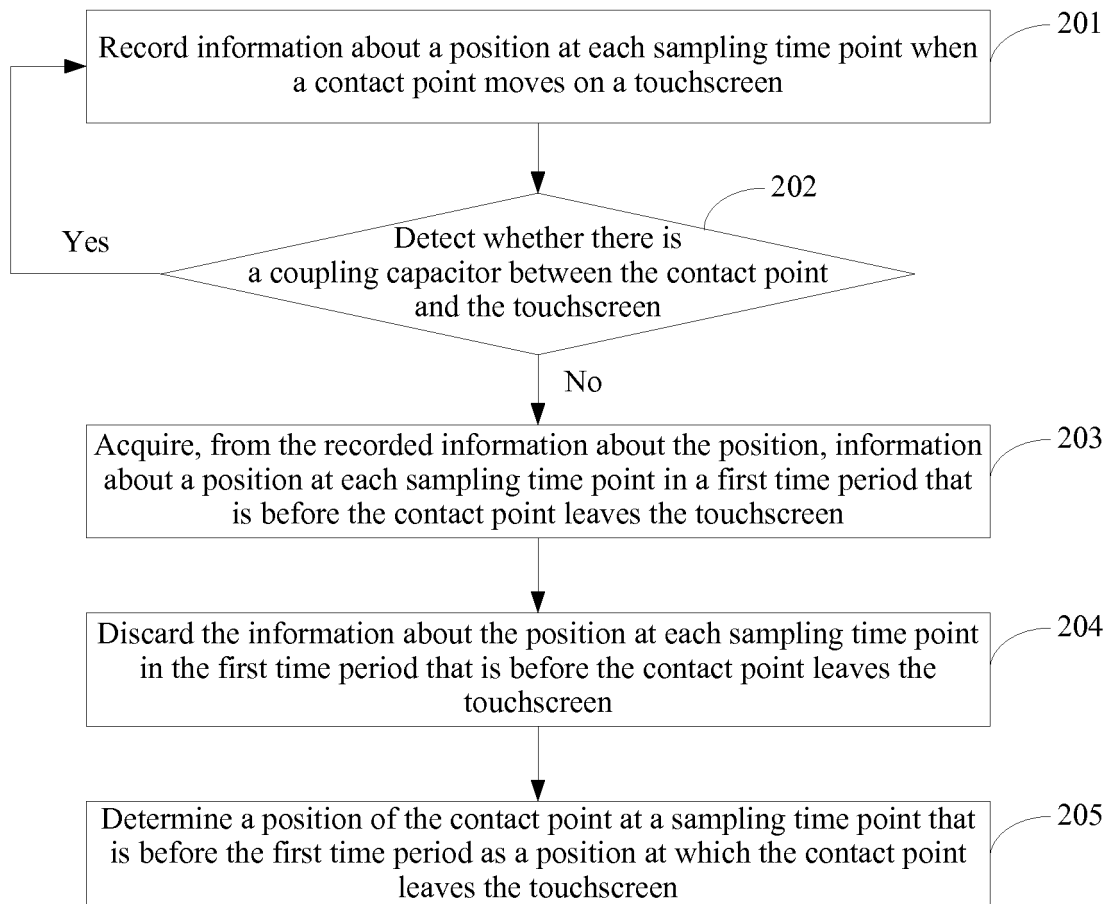 201
Record information about a position at each sampling time point when
a contact point moves on a touchscreen
202
Yes
Detect whether there is
a coupling capacitor between the contact point
and the touchscreen
No
203
Acquire, from the recorded information about the position, information
about a position at each sampling time point in a first time period that
is before the contact point leaves the touchscreen
204
Discard the information about the position at each sampling time point
in the first time period that is before the contact point leaves the
touchscreen
205
Determine a position of the contact point at a sampling time point that
is before the first time period as a position at which the contact point
leaves the touchscreen